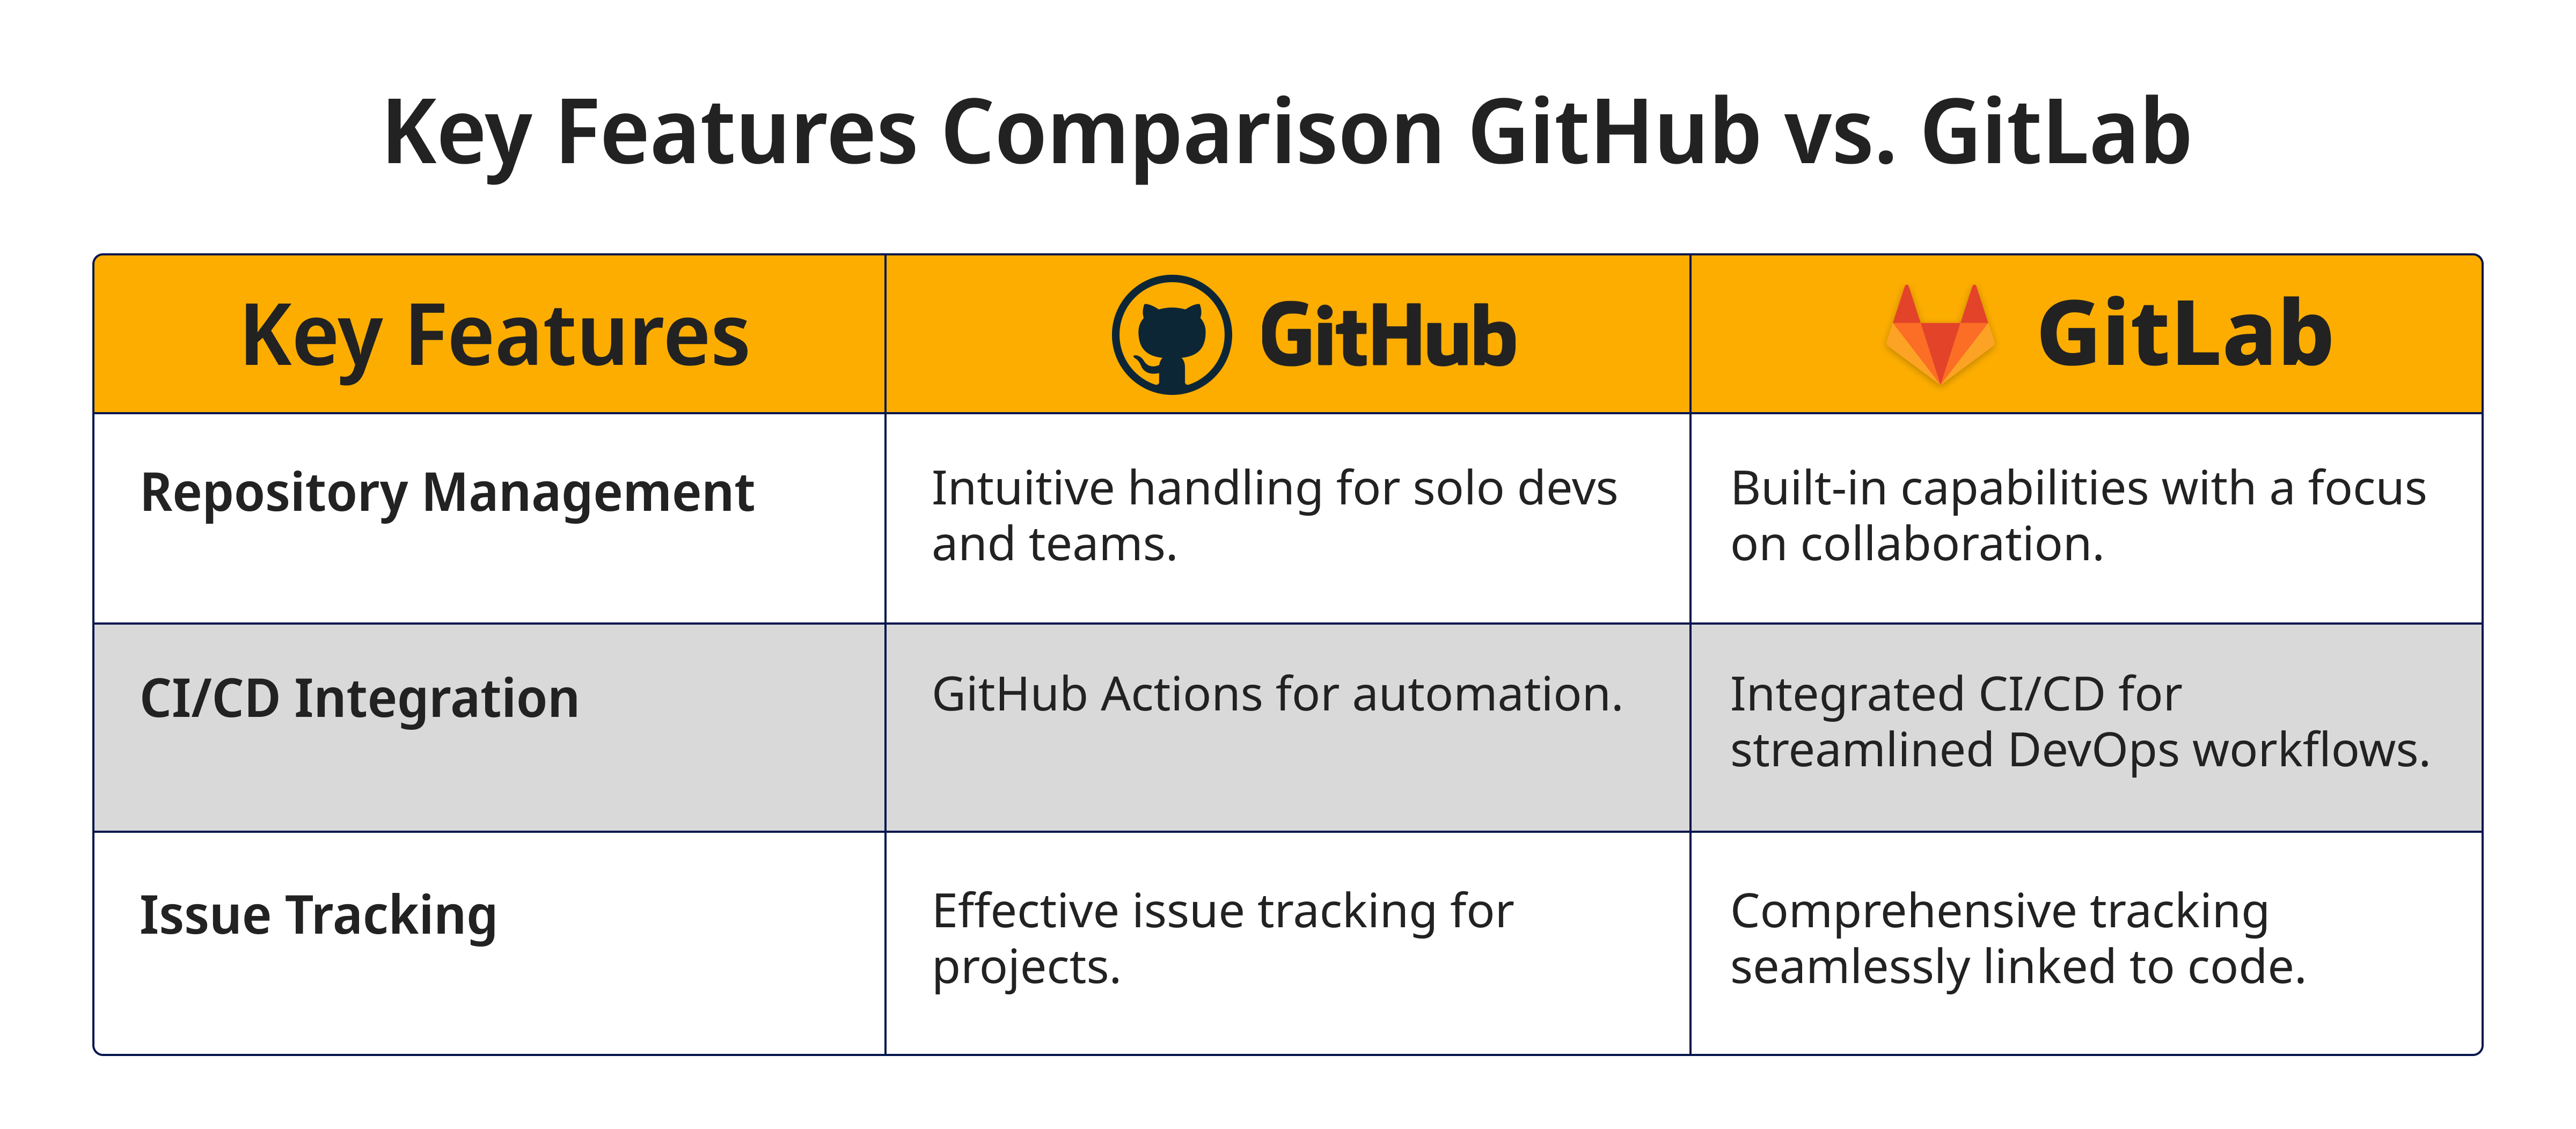 Key Features Comparison GitHub vs. GitLab
Key Features
GitHub
GitLab
Repository Management
Intuitive handling for solo devs
and teams.
Built-in capabilities with a focus
on collaboration.
CI/CD Integration
GitHub Actions for automation.
Integrated CI/CD for
streamlined DevOps workflows.
Issue Tracking
Effective issue tracking for
projects.
Comprehensive tracking
seamlessly linked to code.